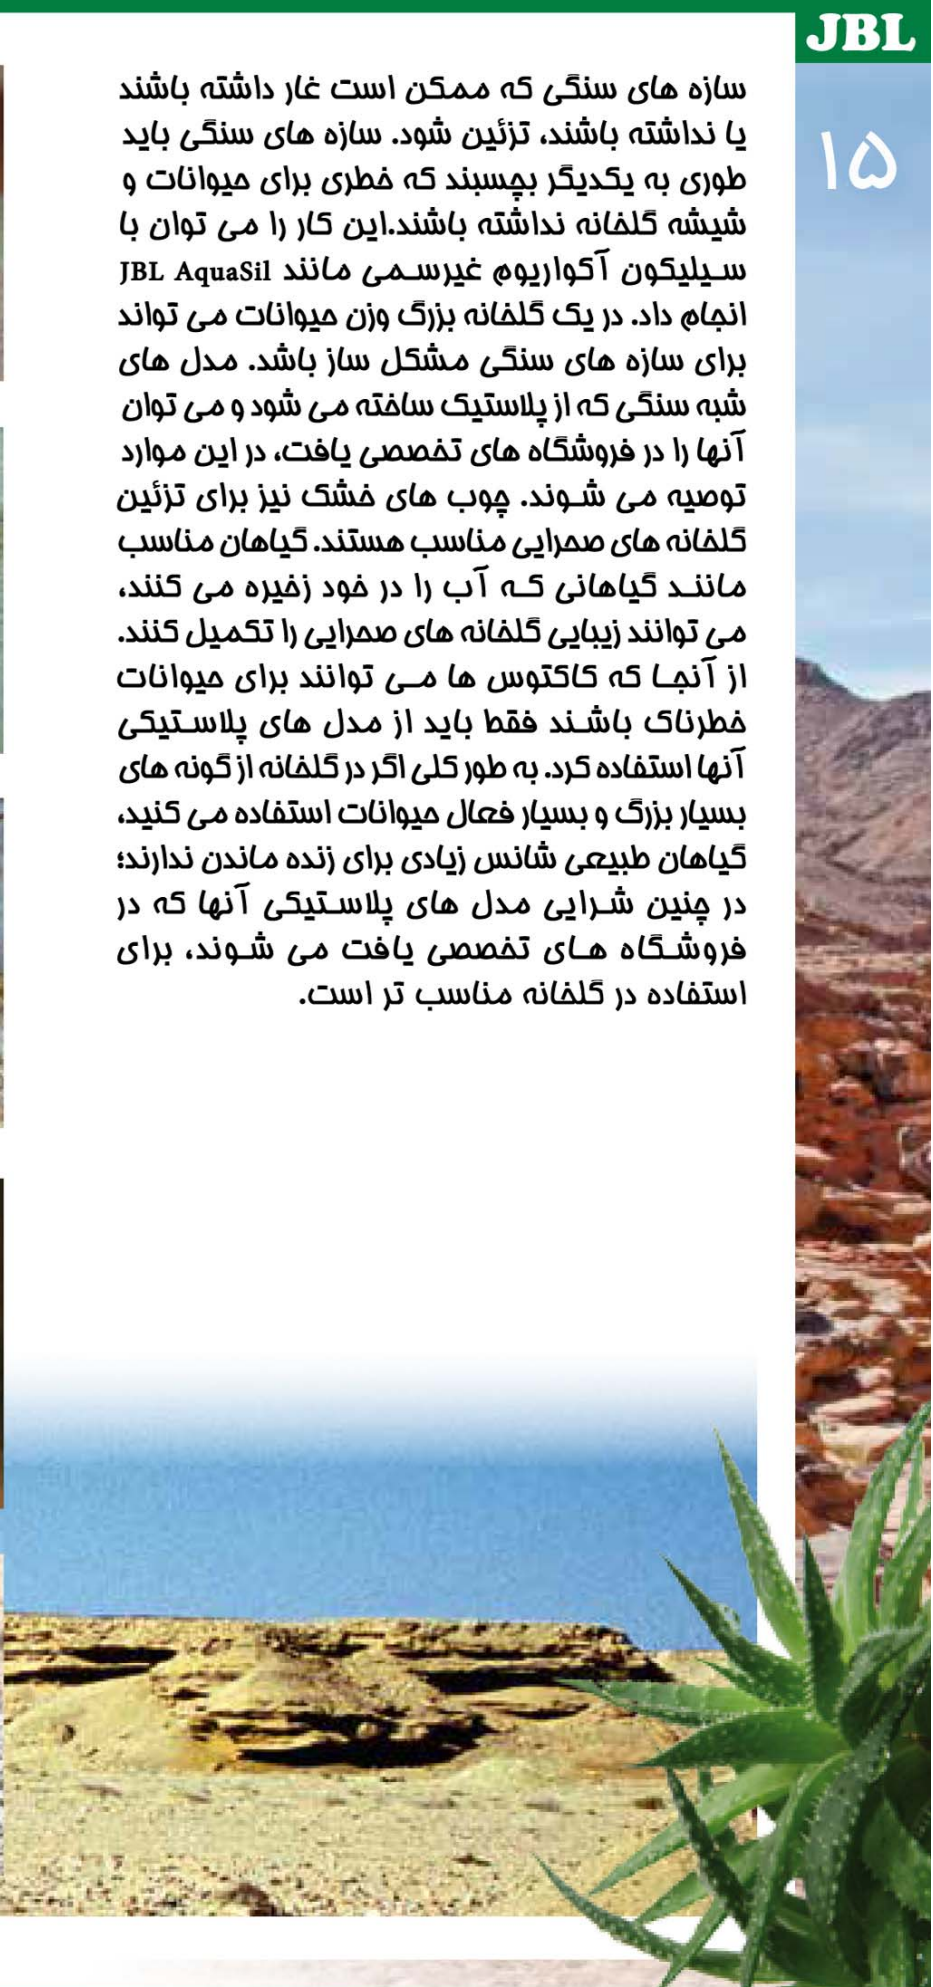 JBL
۱۵
سازه های سنگی که ممکن است غار داشته باشند
یا نداشته باشند، تزئین شود. سازه های سنگی باید
طوری به یکدیگر بچسبند که خطری برای حیوانات و
شیشه گلخانه نداشته باشند.این کار را می توان با
سیلیکون آکواریوم غیرسمی مانند JBL AquaSil
انجام داد. در یک گلخانه بزرگ وزن حیوانات می تواند
برای سازه های سنگی مشکل ساز باشد. مدل های
شبه سنگی که از پلاستیک ساخته می شود و می توان
آنها را در فروشگاه های تخصصی یافت، در این موارد
توصیه می شوند. چوب های خشک نیز برای تزئین
گلخانه های صحرایی مناسب هستند. گیاهان مناسب
مانند گیاهانی که آب را در خود زخیره می کنند،
می توانند زیبایی گلخانه های صحرایی را تکمیل کنند.
از آنجا که کاکتوس ها می توانند برای حیوانات
خطرناک باشند فقط باید از مدل های پلاستیکی
آنها استفاده کرد. به طور کلی اگر در گلخانه از گونه های
بسیار بزرگ و بسیار فعال حیوانات استفاده می کنید،
گیاهان طبیعی شانس زیادی برای زنده ماندن ندارند؛
در چنین شرایی مدل های پلاستیکی آنها که در
فروشگاه های تخصصی یافت می شوند، برای
استفاده در گلخانه مناسب تر است.